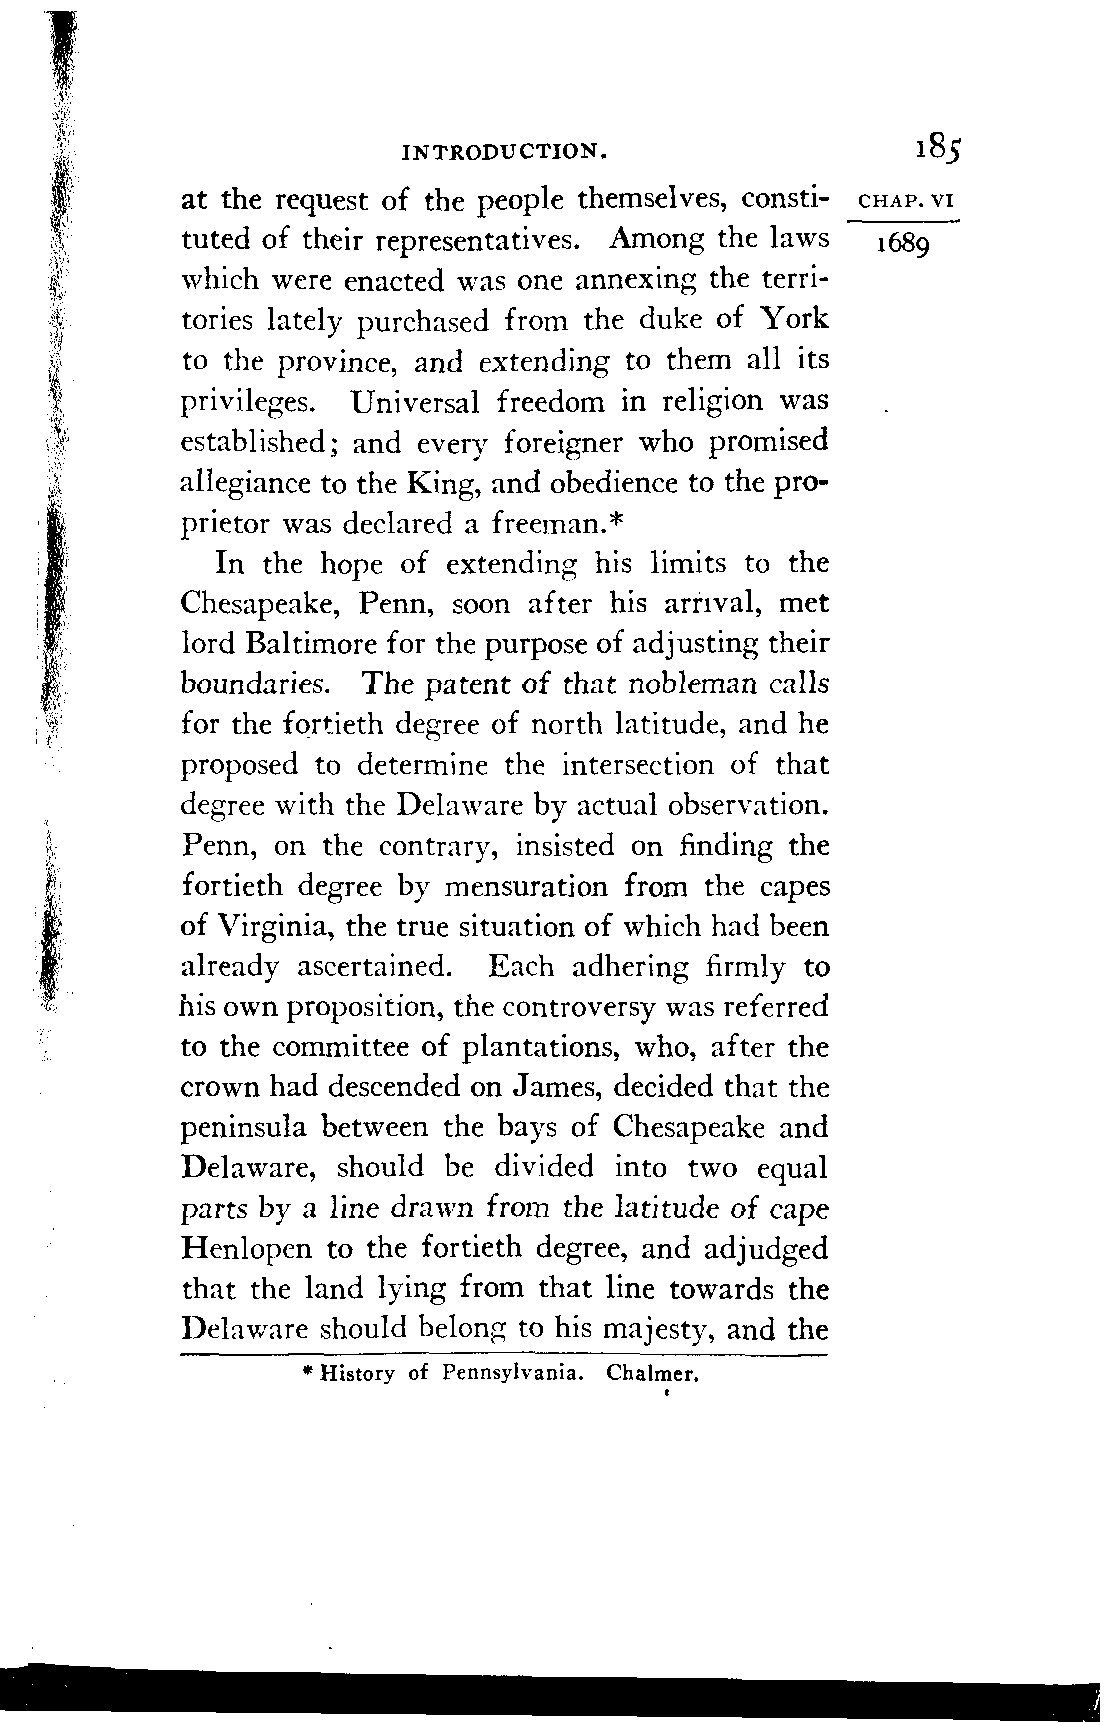 INTRODUCTION. 185
at the request of the people themselves, consti- CHAP. VI
tuted of their representatives. Among the laws 1689
which were enacted was one annexing the terri-
tories lately purchased from the duke of York
to the province, and extending to them all its
privileges. Universal freedom in religion was
established; and every foreigner who promised
allegiance to the King, and obedience to the pro-
prietor was declared a freeman.*
In the hope of extending his limits to the
Chesapeake, Penn, soon after his arrival, met
lord Baltimore for the purpose of adjusting their
boundaries. The patent of that nobleman calls
for the fortieth degree of north latitude, and he
proposed to determine the intersection of that
degree with the Delaware by actual observation.
Penn, on the contrary, insisted on finding the
fortieth degree by mensuration from the capes
of Virginia, the true situation of which had been
already ascertained. Each adhering firmly to
his own proposition, the controversy was referred
to the committee of plantations, who, after the
crown had descended on James, decided that the
peninsula between the bays of Chesapeake and
Delaware, should be divided into two equal
parts by a line drawn from the latitude of cape
Henlopen to the fortieth degree, and adjudged
that the land lying from that line towards the
Delaware should belong to his majesty, and the
* History of Pennsylvania. Chalmer.